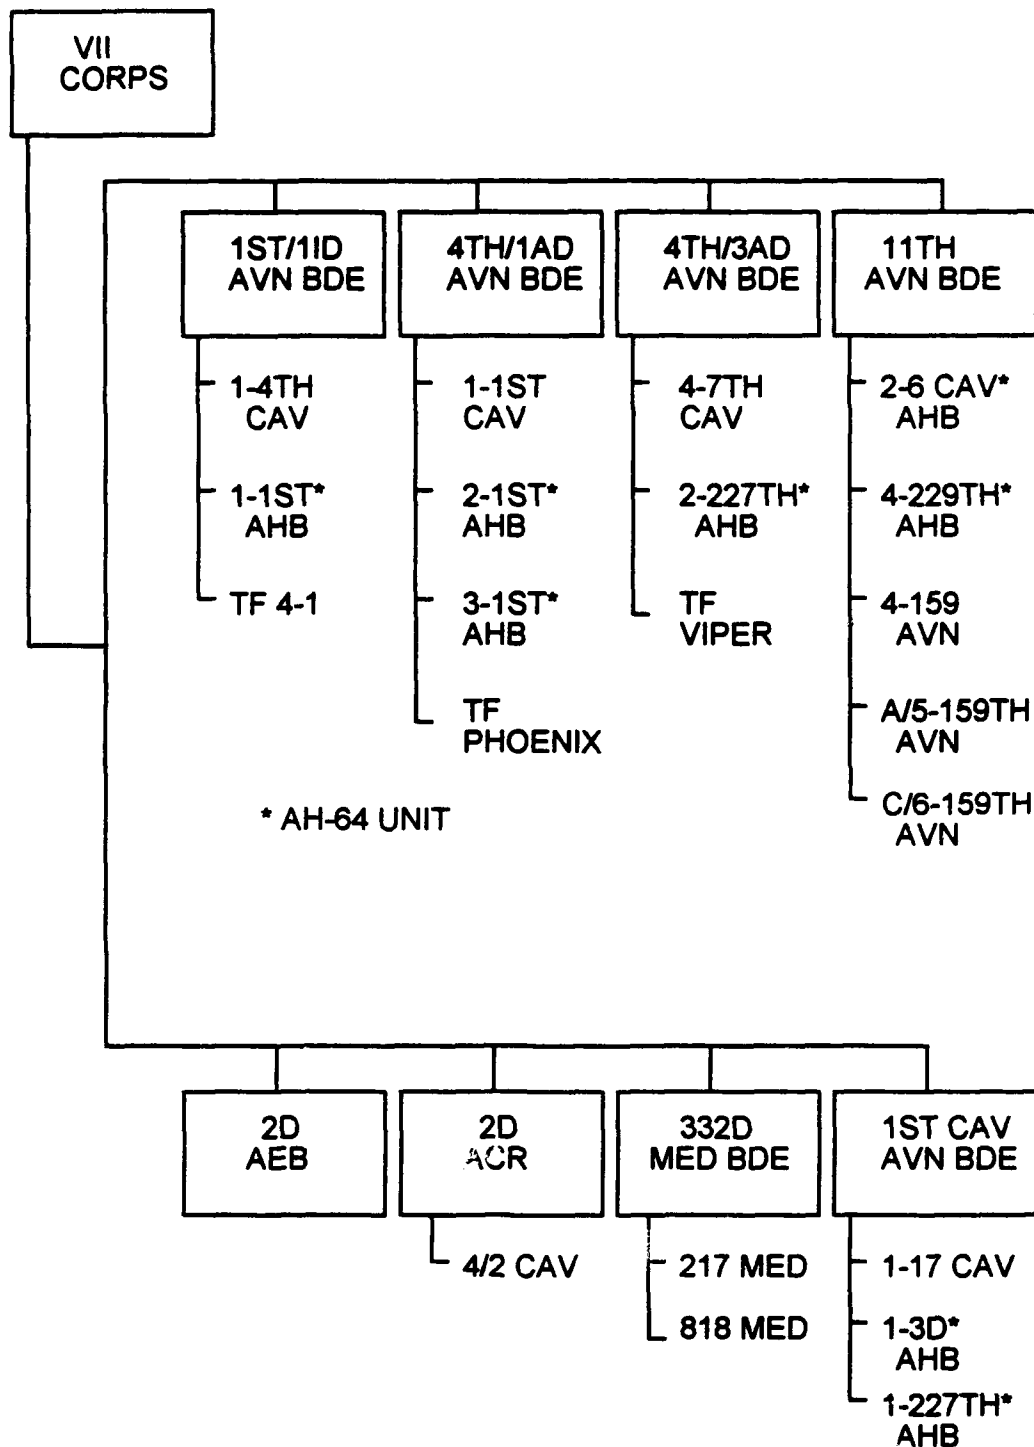 VII
CORPS
1ST/1ID
AVN BDE
4TH/1AD
AVN BDE
4TH/3AD
AVN BDE
11TH
AVN BDE
1-4TH
CAV
1-1ST*
AHB
TF 4-1
1-1ST
CAV
2-1ST*
AHB
3-1ST*
AHB
TF
PHOENIX
4-7TH
CAV
2-227TH*
AHB
TF
VIPER
2-6 CAV*
AHB
4-229TH*
AHB
4-159
AVN
A/5-159TH
AVN
C/6-159TH
AVN
* AH-64 UNIT
2D
AEB
2D
ACR
332D
MED BDE
1ST CAV
AVN BDE
4/2 CAV
217 MED
818 MED
1-17 CAV
1-3D*
AHB
1-227TH*
AHB